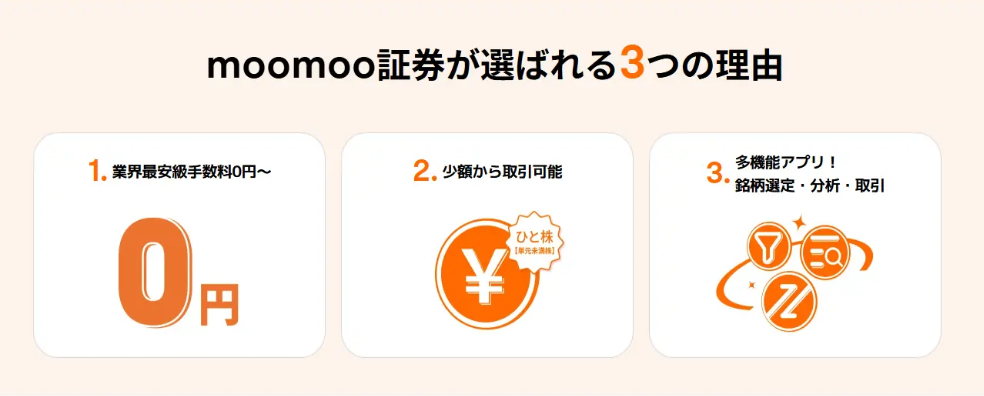 moomoo証券が選ばれる3つの理由
1. 業界最安級手数料0円〜
0円
2. 少額から取引可能
ひと株
【単元未満株】
¥
3. 多機能アプリ！
銘柄選定・分析・取引